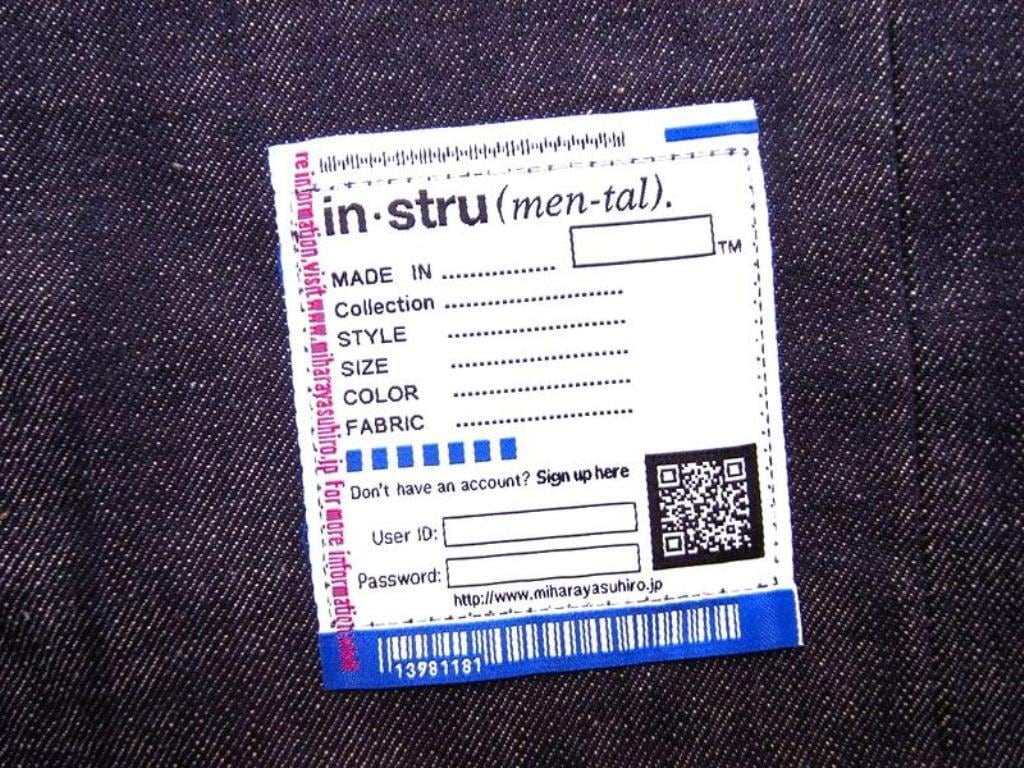 in·stru(men-tal).
TM
MADE IN ................
Collection ........................
STYLE ........................
SIZE ........................
COLOR ........................
FABRIC ........................
Don't have an account? Sign up here
User ID:
Password:
http://www.miharayasuhiro.jp
13981181
re information.visit www.miharayasuhiro.jp for more information.